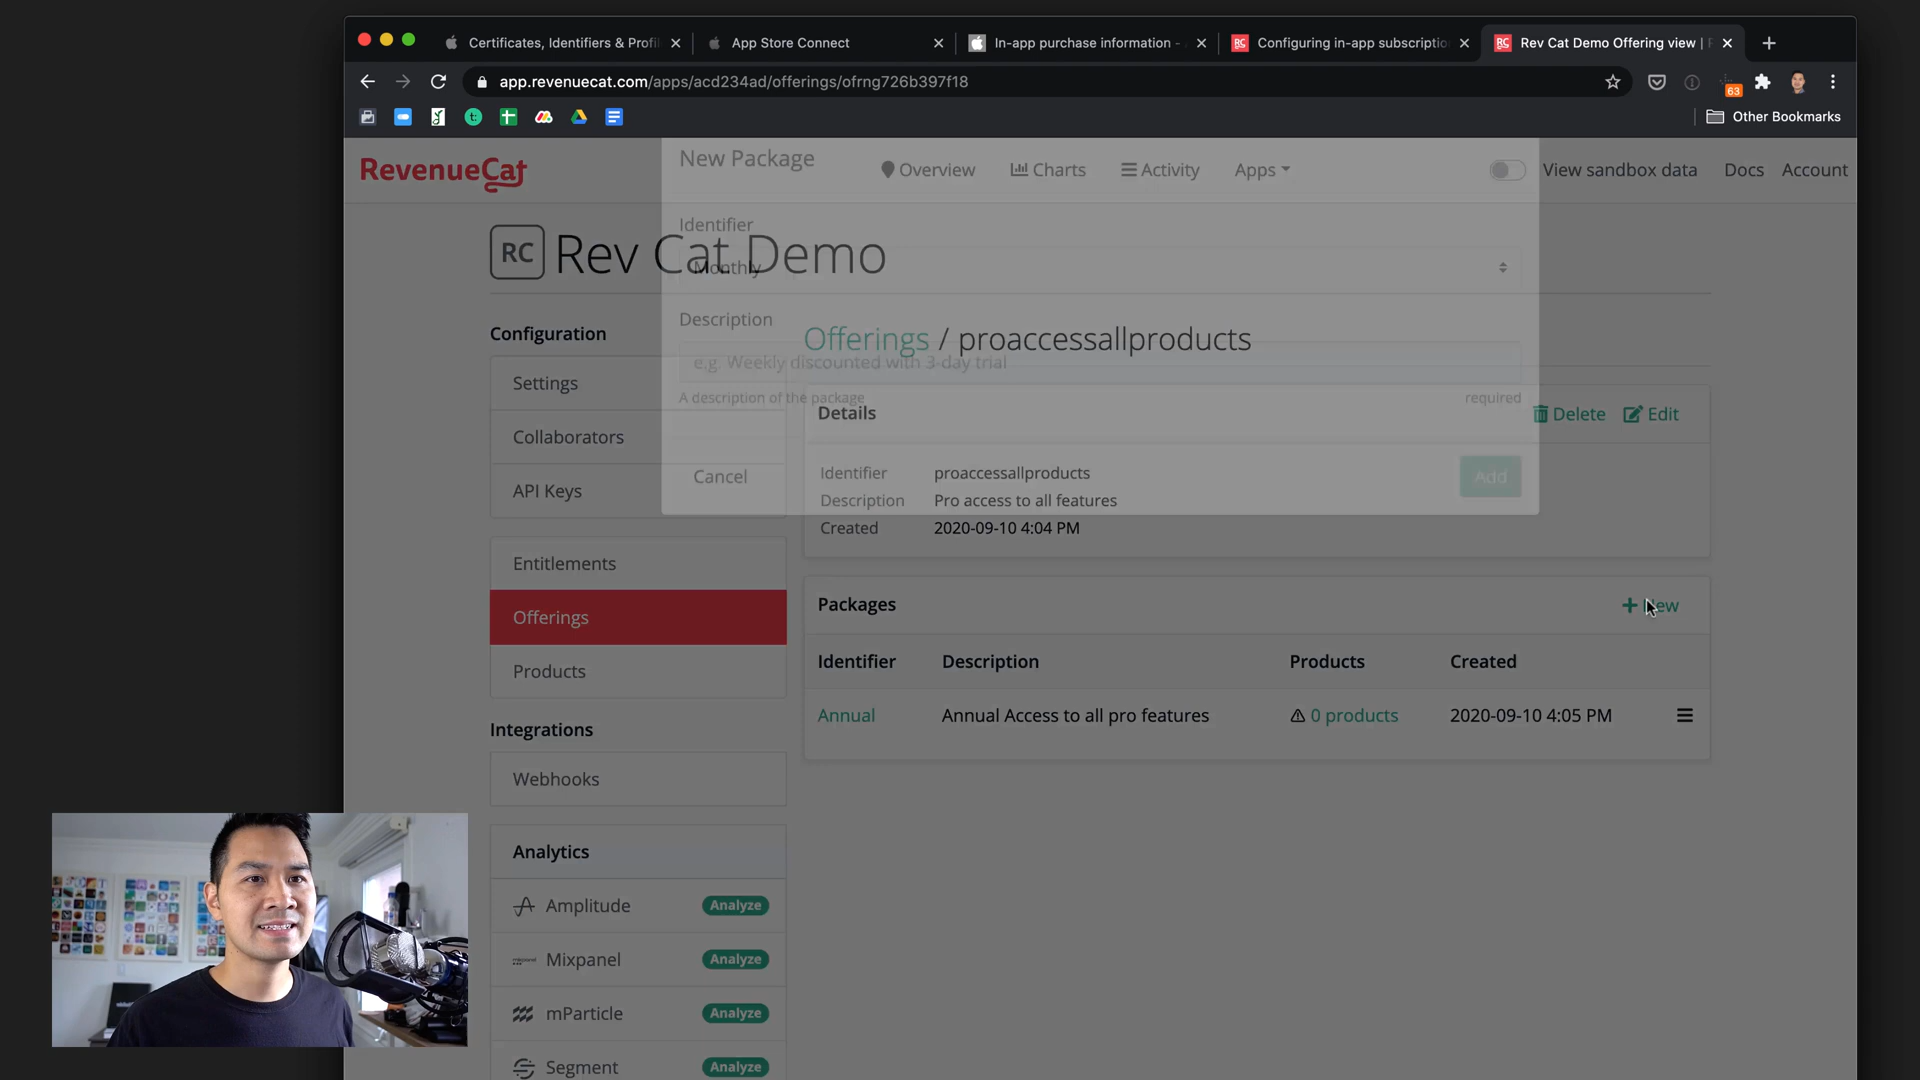 Certificates, Identifiers & Profil
App Store Connect
In-app purchase information -
Configuring in-app subscriptio
Rev Cat Demo Offering view |
app.revenuecat.com/apps/acd234ad/offerings/ofrng726b397f18
63
Other Bookmarks
RevenueCat
New Package
Overview
Charts
Activity
Apps
View sandbox data
Docs
Account
Identifier
RC
Rev Cat Demo
Monthly
Configuration
Description
Offerings / proaccessallproducts
e.g. Weekly discounted with 3-day trial
A description of the package
required
Settings
Details
Delete
Edit
Collaborators
Cancel
Add
Identifier
proaccessallproducts
API Keys
Description
Pro access to all features
Created
2020-09-10 4:04 PM
Entitlements
Offerings
Products
Packages
New
Identifier
Description
Products
Created
Annual
Annual Access to all pro features
0 products
2020-09-10 4:05 PM
Integrations
Webhooks
Analytics
Amplitude
Analyze
Mixpanel
Analyze
mParticle
Analyze
Segment
Analyze